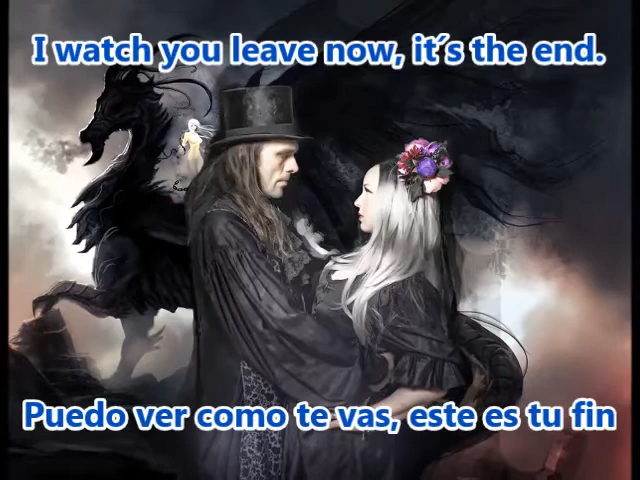 I watch you leave now, it´s the end.
Puedo ver como te vas, este es tu fin